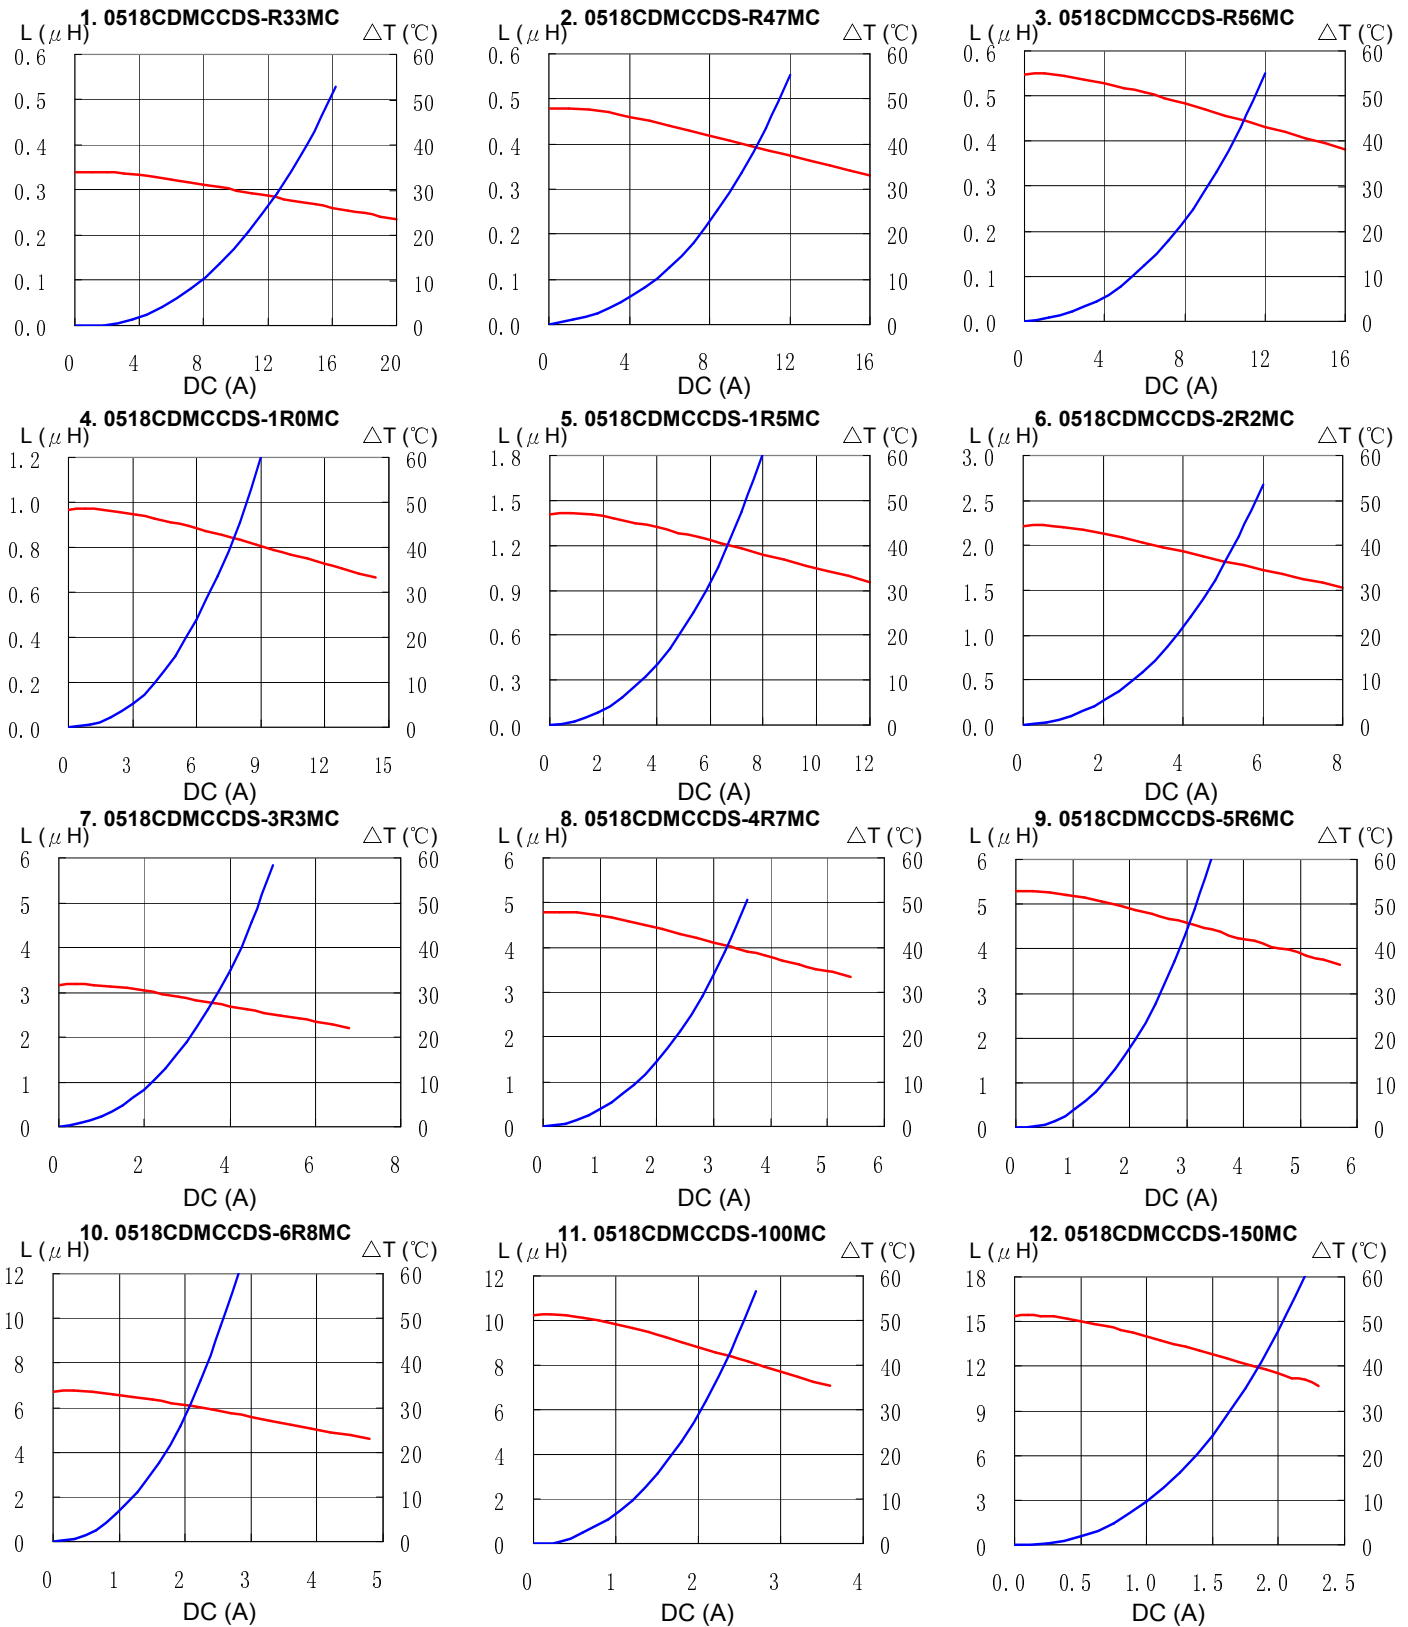 1. 0518CDMCCDS-R33MC
L (μH) △T (℃)
0.6 60
0.5 50
0.4 40
0.3 30
0.2 20
0.1 10
0.0 0
0 4 8 12 16 20
DC (A)
2. 0518CDMCCDS-R47MC
L (μH) △T (℃)
0.6 60
0.5 50
0.4 40
0.3 30
0.2 20
0.1 10
0.0 0
0 4 8 12 16
DC (A)
3. 0518CDMCCDS-R56MC
L (μH) △T (℃)
0.6 60
0.5 50
0.4 40
0.3 30
0.2 20
0.1 10
0.0 0
0 4 8 12 16
DC (A)
4. 0518CDMCCDS-1R0MC
L (μH) △T (℃)
1.2 60
1.0 50
0.8 40
0.6 30
0.4 20
0.2 10
0.0 0
0 3 6 9 12 15
DC (A)
5. 0518CDMCCDS-1R5MC
L (μH) △T (℃)
1.8 60
1.5 50
1.2 40
0.9 30
0.6 20
0.3 10
0.0 0
0 2 4 6 8 10 12
DC (A)
6. 0518CDMCCDS-2R2MC
L (μH) △T (℃)
3.0 60
2.5 50
2.0 40
1.5 30
1.0 20
0.5 10
0.0 0
0 2 4 6 8
DC (A)
7. 0518CDMCCDS-3R3MC
L (μH) △T (℃)
6 60
5 50
4 40
3 30
2 20
1 10
0 0
0 2 4 6 8
DC (A)
8. 0518CDMCCDS-4R7MC
L (μH) △T (℃)
6 60
5 50
4 40
3 30
2 20
1 10
0 0
0 1 2 3 4 5 6
DC (A)
9. 0518CDMCCDS-5R6MC
L (μH) △T (℃)
6 60
5 50
4 40
3 30
2 20
1 10
0 0
0 1 2 3 4 5 6
DC (A)
10. 0518CDMCCDS-6R8MC
L (μH) △T (℃)
12 60
10 50
8 40
6 30
4 20
2 10
0 0
0 1 2 3 4 5
DC (A)
11. 0518CDMCCDS-100MC
L (μH) △T (℃)
12 60
10 50
8 40
6 30
4 20
2 10
0 0
0 1 2 3 4
DC (A)
12. 0518CDMCCDS-150MC
L (μH) △T (℃)
18 60
15 50
12 40
9 30
6 20
3 10
0 0
0.0 0.5 1.0 1.5 2.0 2.5
DC (A)